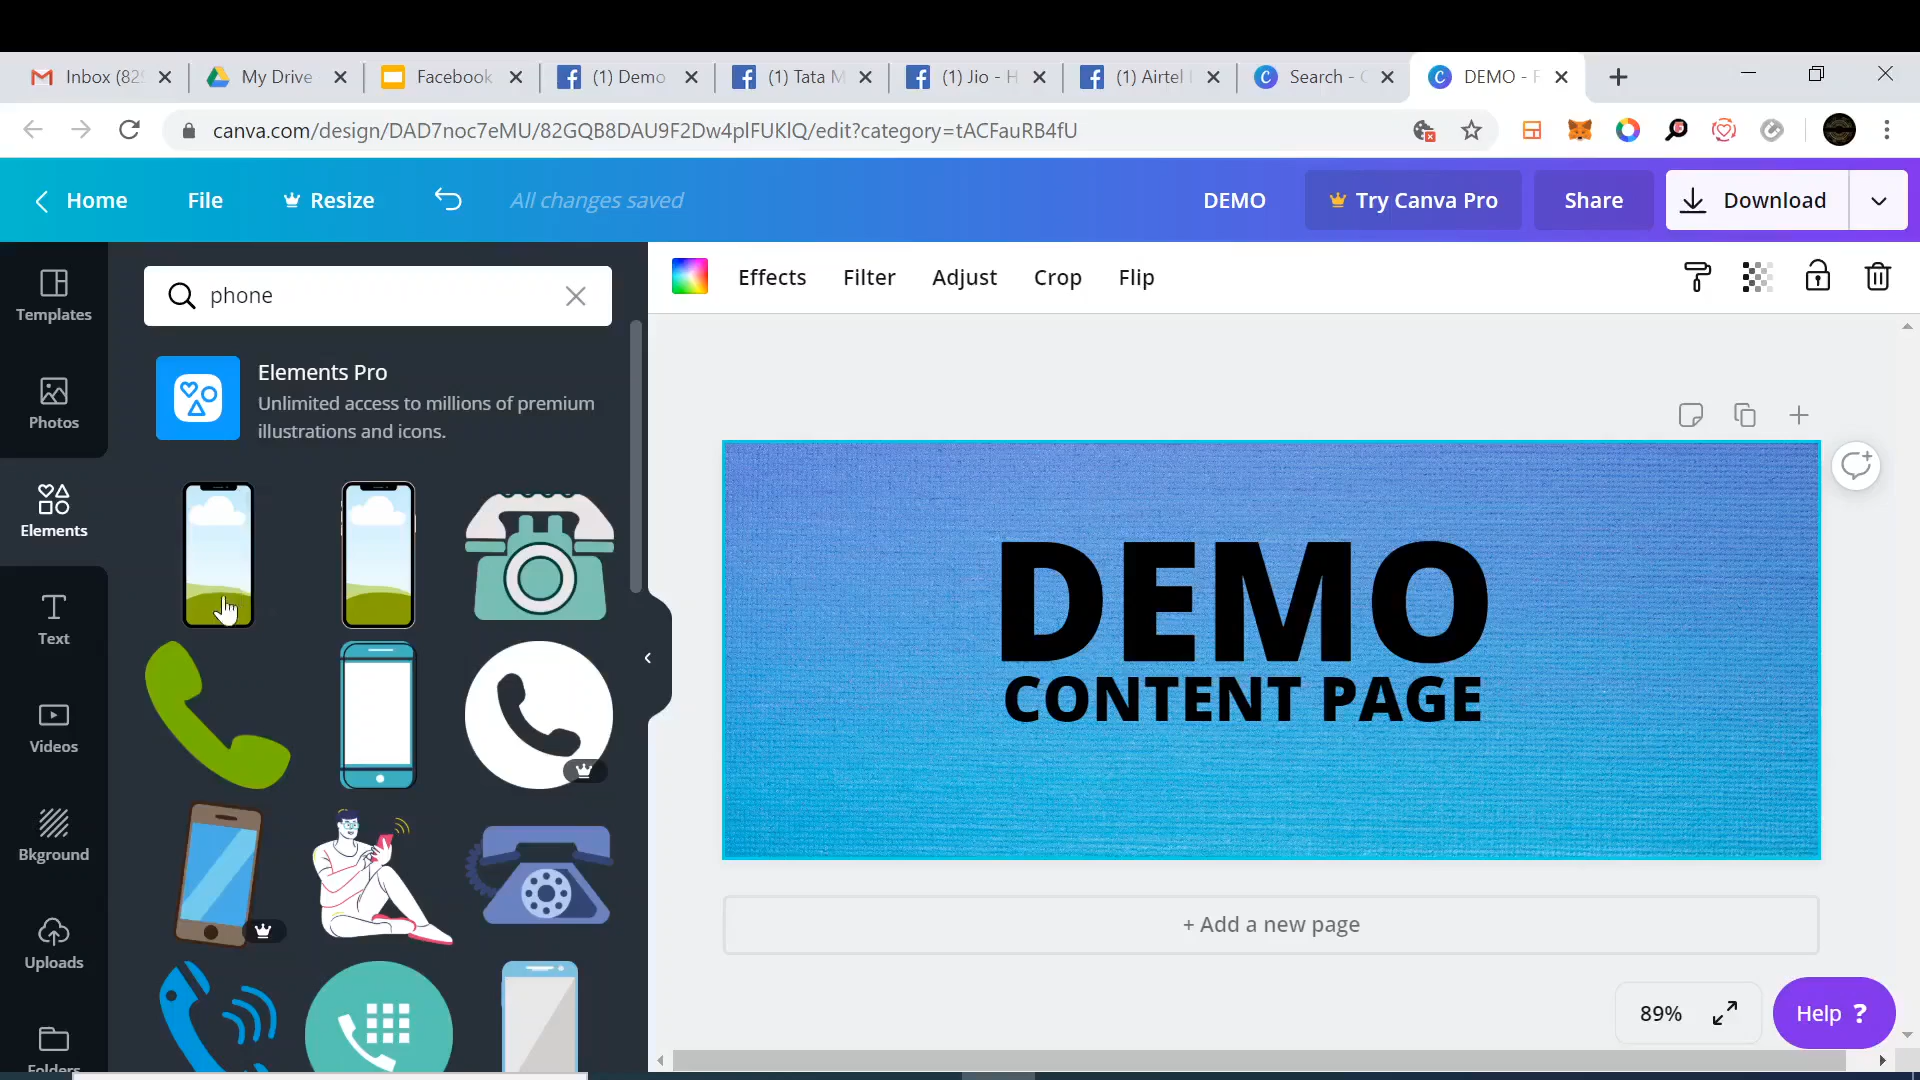 Inbox (82
My Drive
Facebook
(1) Demo
(1) Tata M
(1) Jio - H
(1) Airtel
Search - C
DEMO - F
canva.com/design/DAD7noc7eMU/82GQB8DAU9F2Dw4plFUKlQ/edit?category=tACFauRB4fU
Home
File
Resize
All changes saved
DEMO
Try Canva Pro
Share
Download
Templates
Photos
Elements
Text
Videos
Bkground
Uploads
Folders
phone
Elements Pro
Unlimited access to millions of premium
illustrations and icons.
Effects
Filter
Adjust
Crop
Flip
DEMO
CONTENT PAGE
+ Add a new page
89%
Help ?